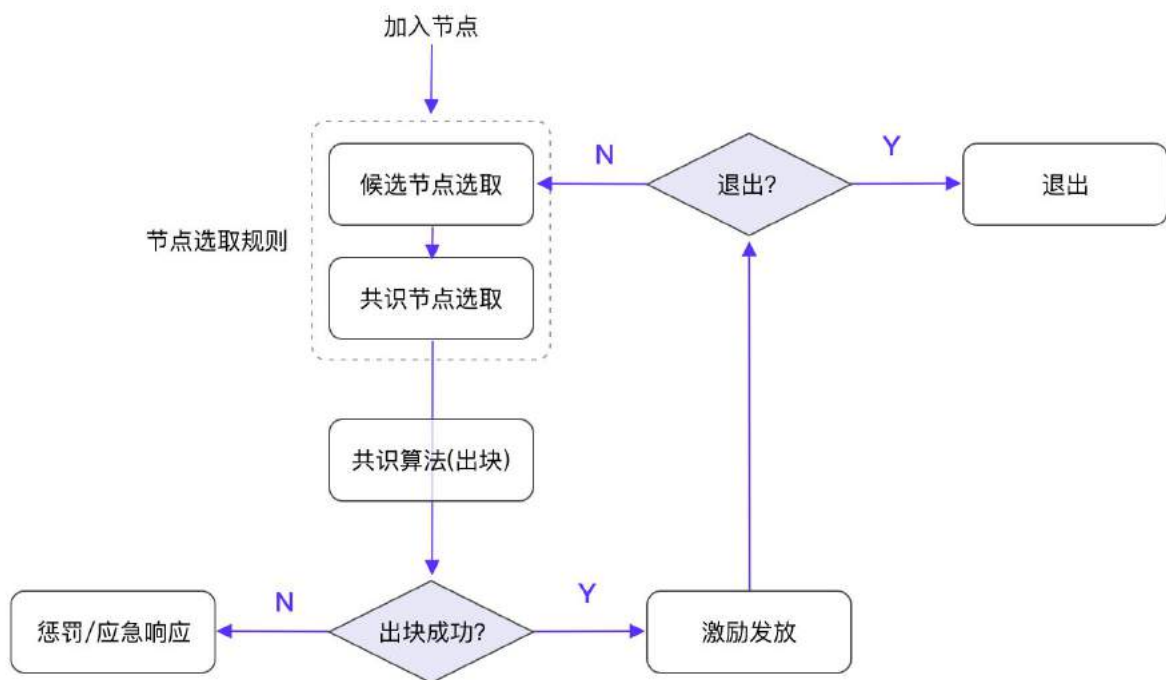 加入节点
N
Y
候选节点选取
退出?
退出
节点选取规则
共识节点选取
共识算法(出块)
N
Y
惩罚/应急响应
出块成功?
激励发放